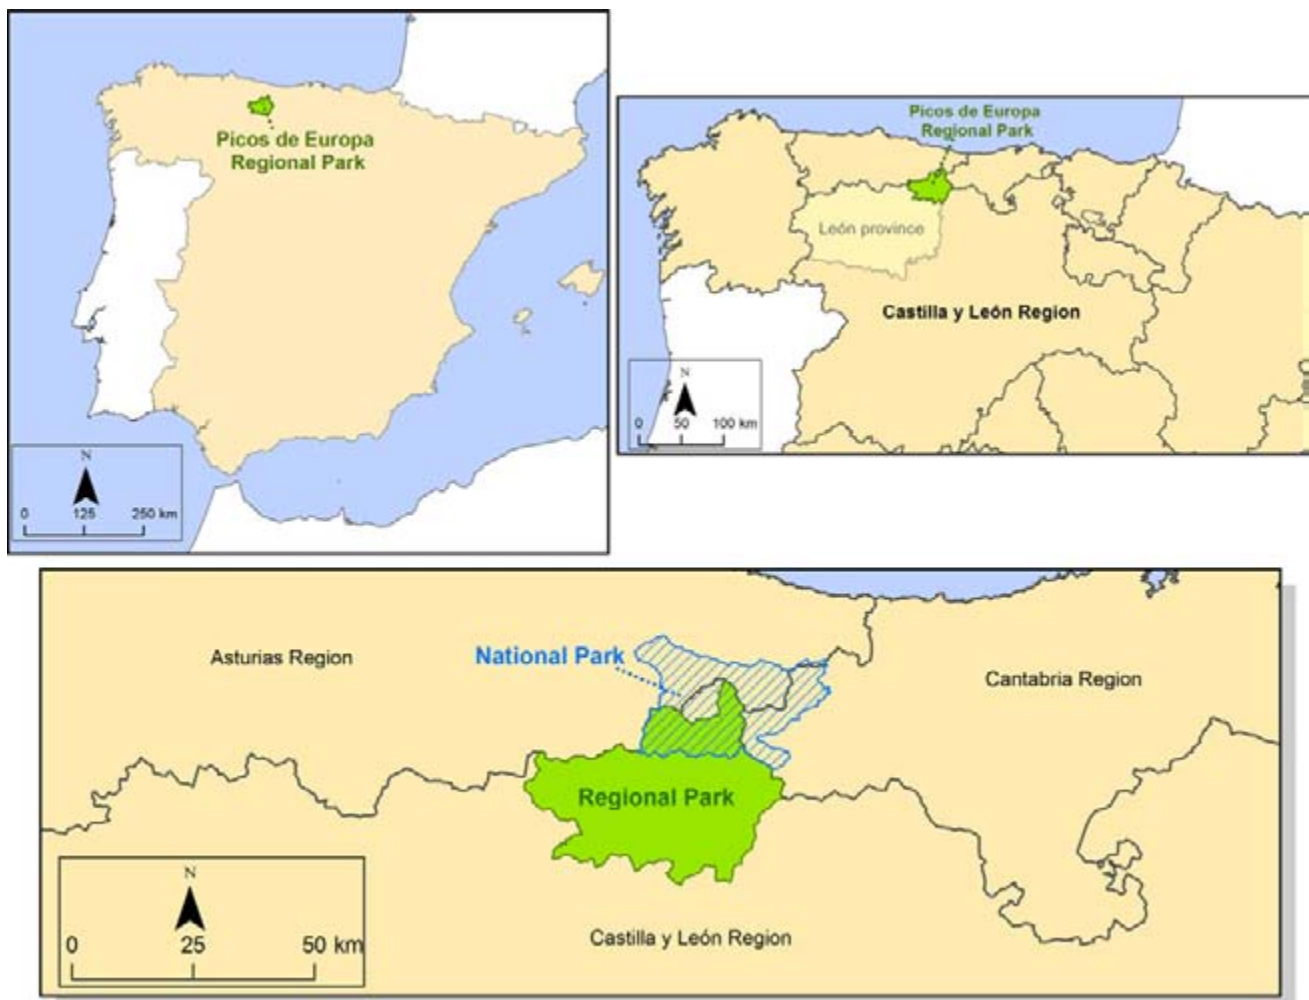 Picos de Europa
Regional Park
N
0 125 250 km
Picos de Europa
Regional Park
León province
Castilla y León Region
N
0 50 100 km
Asturias Region
National Park
Cantabria Region
Regional Park
Castilla y León Region
N
0 25 50 km